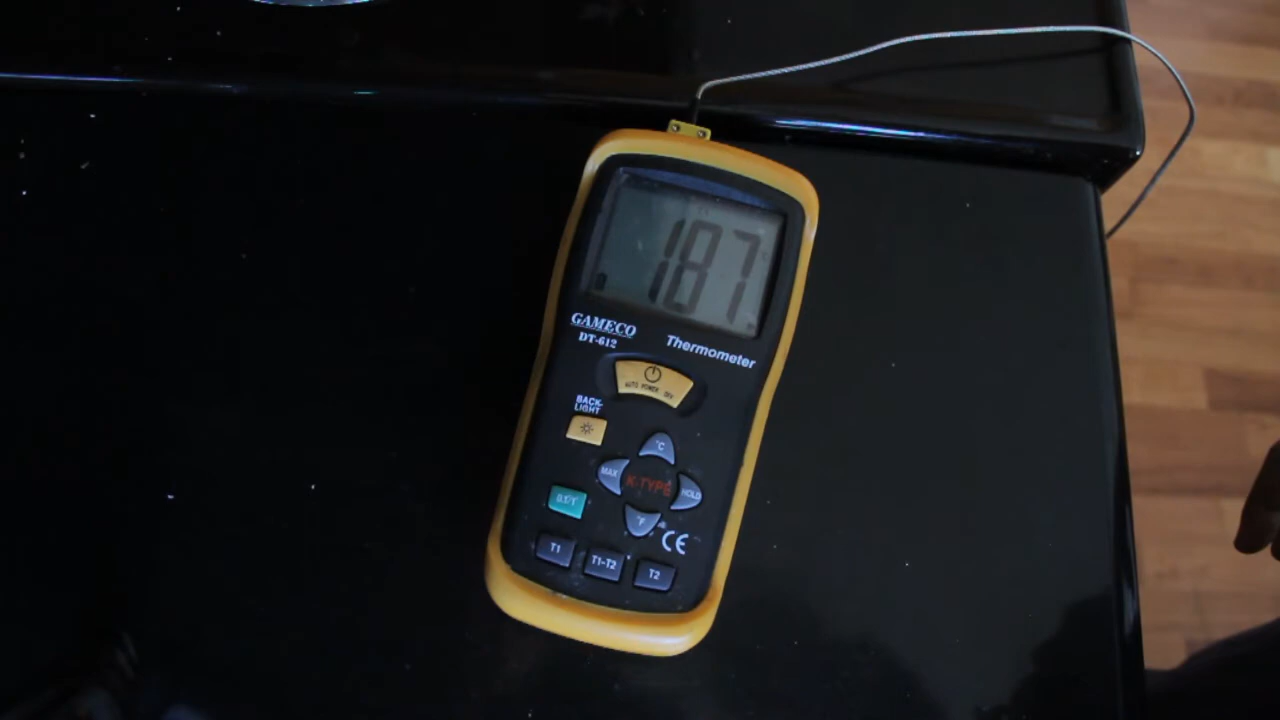 187
GAMECO
DT-612
Thermometer
AUTO POWER OFF
BACK-
LIGHT
°C
MAX
K-TYPE
HOLD
0.1/1°
°F
CE
T1
T1-T2
T2